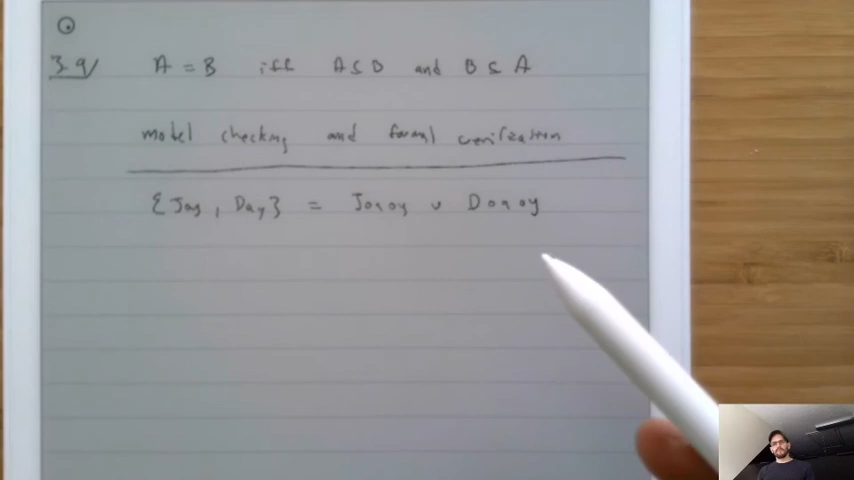 3.9/ A = B iff A ⊆ B and B ⊆ A
model checking and formal verification
{Jay, Day} = J∘a∘y ∪ D∘a∘y